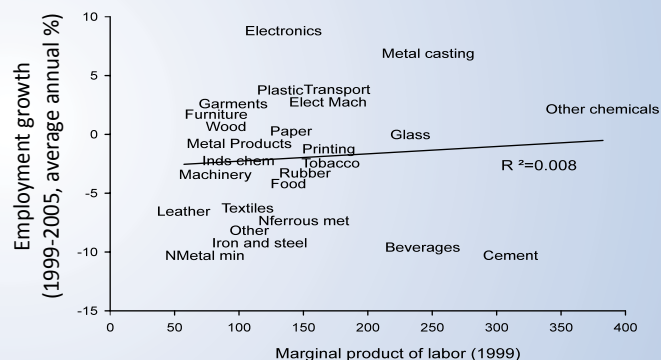 Employment growth
(1999-2005, average annual %)
10
5
0
-5
-10
-15
Electronics
Metal casting
Plastic Transport
Garments Elect Mach
Other chemicals
Furniture
Wood Paper Glass
Metal Products
Printing
Inds chem Tobacco
Machinery Rubber
R ²=0.008
Food
Leather Textiles
Nferrous met
Other
Iron and steel
NMetal min
Beverages Cement
0 50 100 150 200 250 300 350 400
Marginal product of labor (1999)